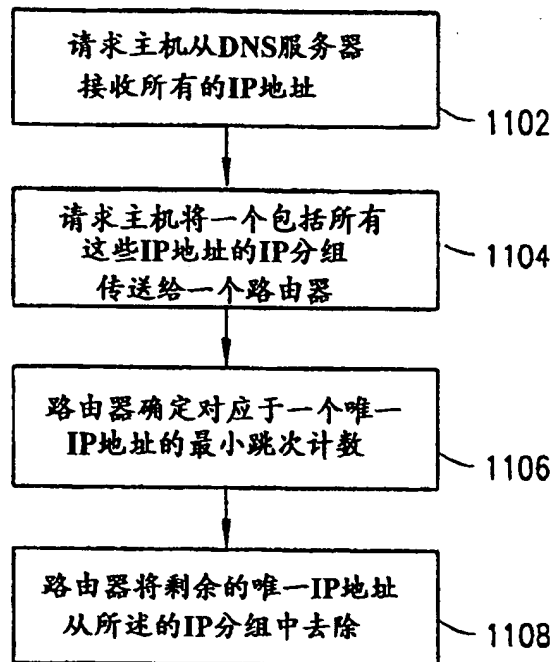 请求主机从DNS服务器
接收所有的IP地址
1102
请求主机将一个包括所有
这些IP地址的IP分组
传送给一个路由器
1104
路由器确定对应于一个唯一
IP地址的最小跳次计数
1106
路由器将剩余的唯一IP地址
从所述的IP分组中去除
1108